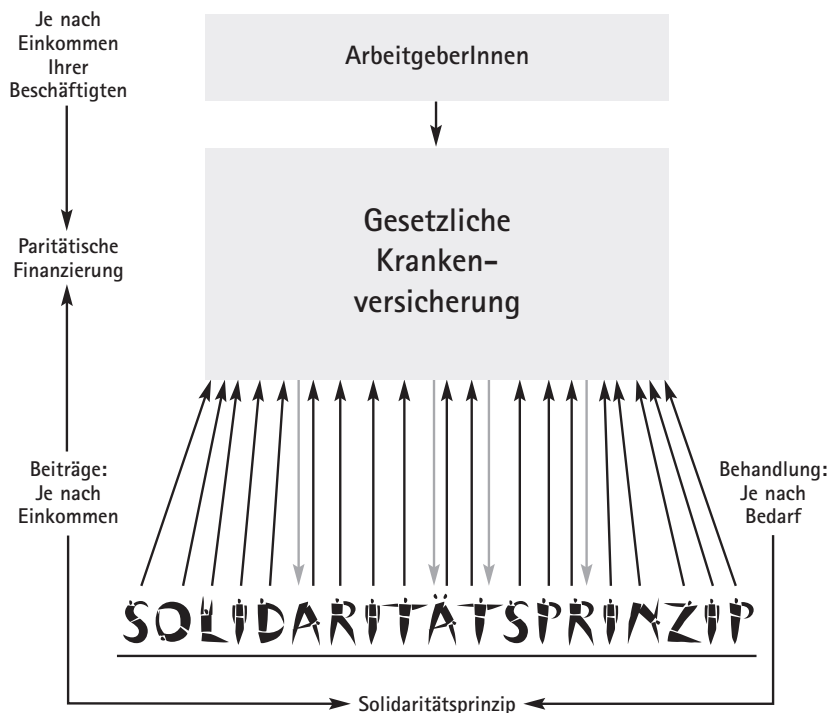 Je nach
Einkommen
Ihrer
Beschäftigten
ArbeitgeberInnen
Gesetzliche
Kranken-
versicherung
Paritätische
Finanzierung
Beiträge:
Je nach
Einkommen
Behandlung:
Je nach
Bedarf
SOLIDARITÄTSPRINZIP
Solidaritätsprinzip